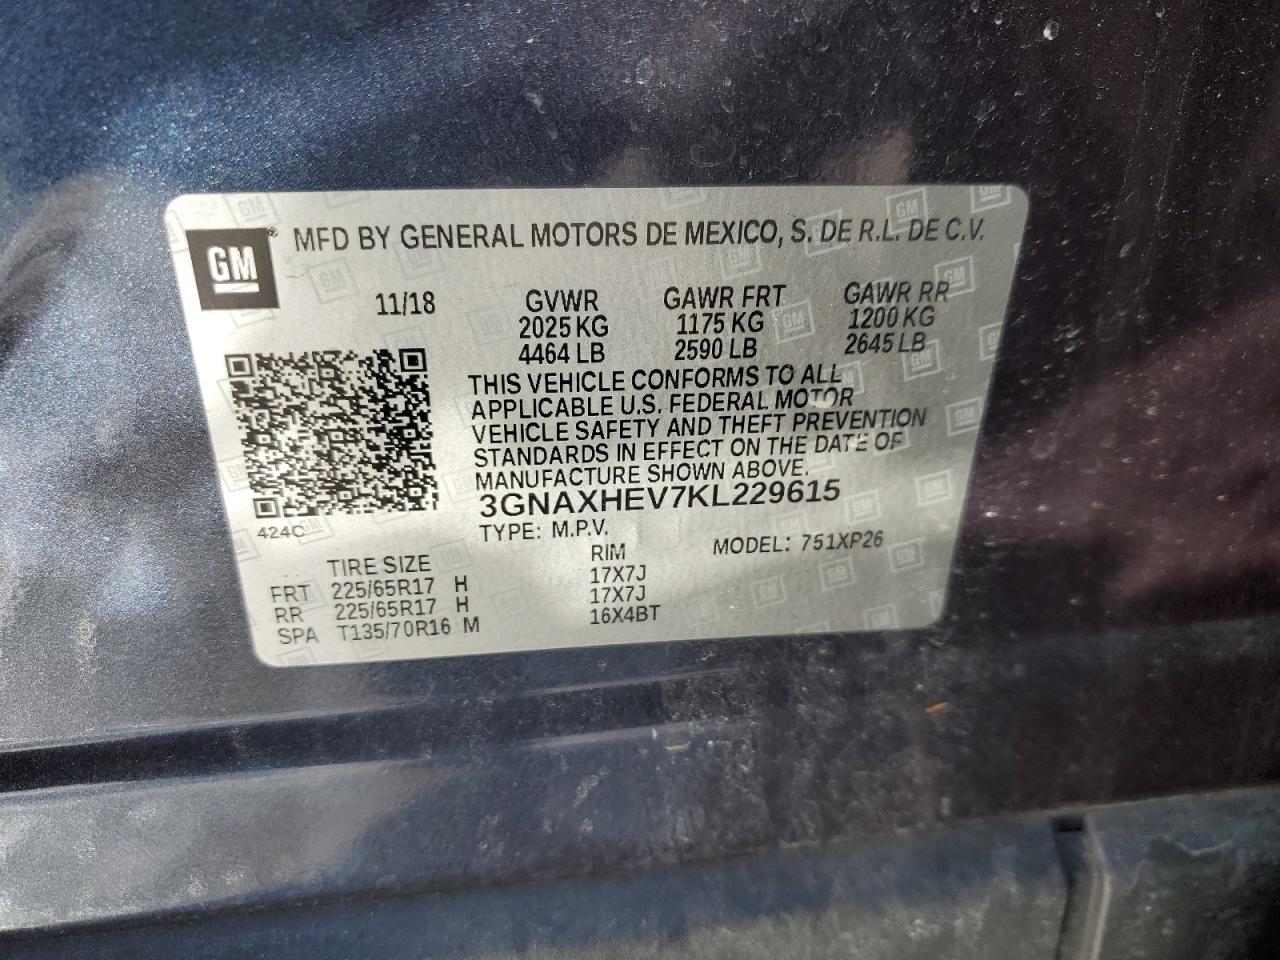 GM ® MFD BY GENERAL MOTORS DE MEXICO, S. DE R.L. DE C.V.
11/18 GVWR GAWR FRT GAWR RR
2025 KG 1175 KG 1200 KG
4464 LB 2590 LB 2645 LB
THIS VEHICLE CONFORMS TO ALL
APPLICABLE U.S. FEDERAL MOTOR
VEHICLE SAFETY AND THEFT PREVENTION
STANDARDS IN EFFECT ON THE DATE OF
MANUFACTURE SHOWN ABOVE.
3GNAXHEV7KL229615
424C TYPE: M.P.V. MODEL: 751XP26
TIRE SIZE RIM
FRT 225/65R17 H 17X7J
RR 225/65R17 H 17X7J
SPA T135/70R16 M 16X4BT